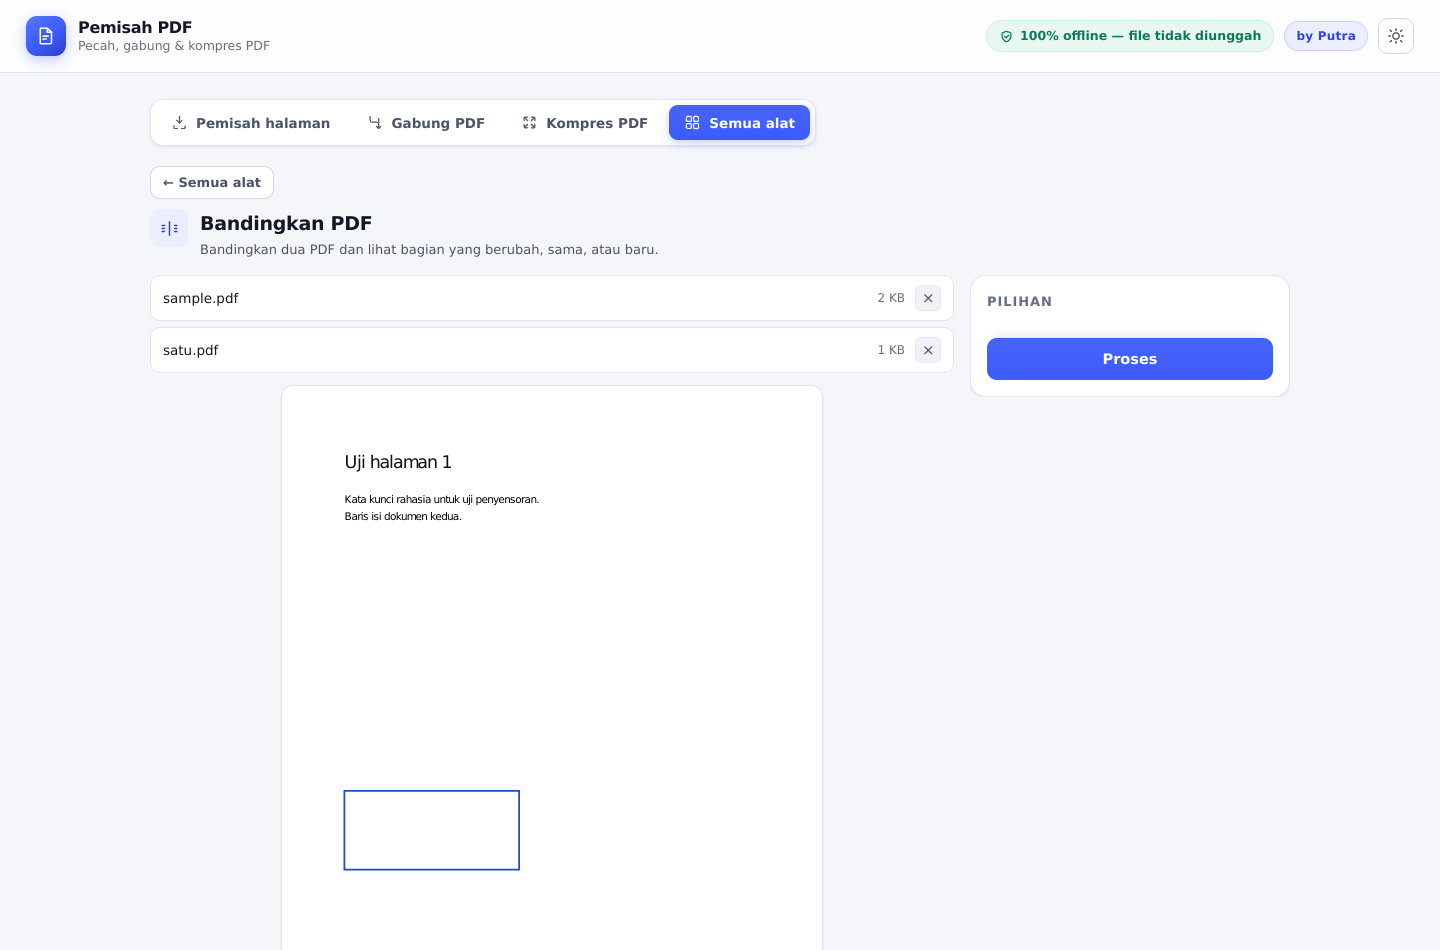 Pemisah PDF
Pecah, gabung & kompres PDF
100% offline — file tidak diunggah
by Putra
Pemisah halaman
Gabung PDF
Kompres PDF
Semua alat
← Semua alat
Bandingkan PDF
Bandingkan dua PDF dan lihat bagian yang berubah, sama, atau baru.
sample.pdf
2 KB
satu.pdf
1 KB
PILIHAN
Proses
Uji halaman 1
Kata kunci rahasia untuk uji penyensoran.
Baris isi dokumen kedua.